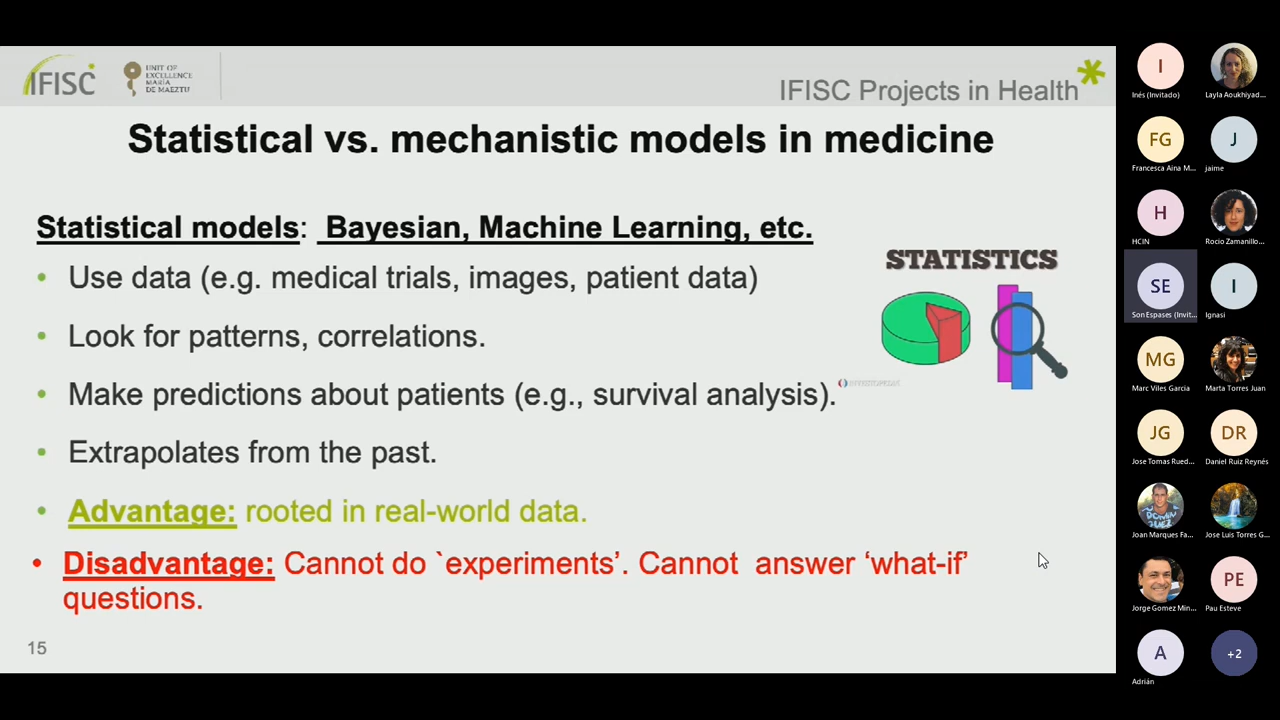 IFISC
UNIT OF
EXCELLENCE
MARÍA
DE MAEZTU
IFISC Projects in Health
Statistical vs. mechanistic models in medicine
Statistical models: Bayesian, Machine Learning, etc.
• Use data (e.g. medical trials, images, patient data)
• Look for patterns, correlations.
• Make predictions about patients (e.g., survival analysis).
• Extrapolates from the past.
• Advantage: rooted in real-world data.
• Disadvantage: Cannot do `experiments’. Cannot answer ‘what-if’
questions.
STATISTICS
15
I
Inés (Invitado)
Layla Aoukhiyad...
FG
Francesca Aina M...
J
jaime
H
HCIN
Rocio Zamanillo...
SE
Son Espases (Invit...
I
Ignasi
MG
Marc Viles Garcia
Marta Torres Juan
JG
Jose Tomas Rued...
DR
Daniel Ruiz Reynés
Joan Marques Fa...
Jose Luis Torres G...
Jorge Gomez Min...
PE
Pau Esteve
A
Adrián
+2